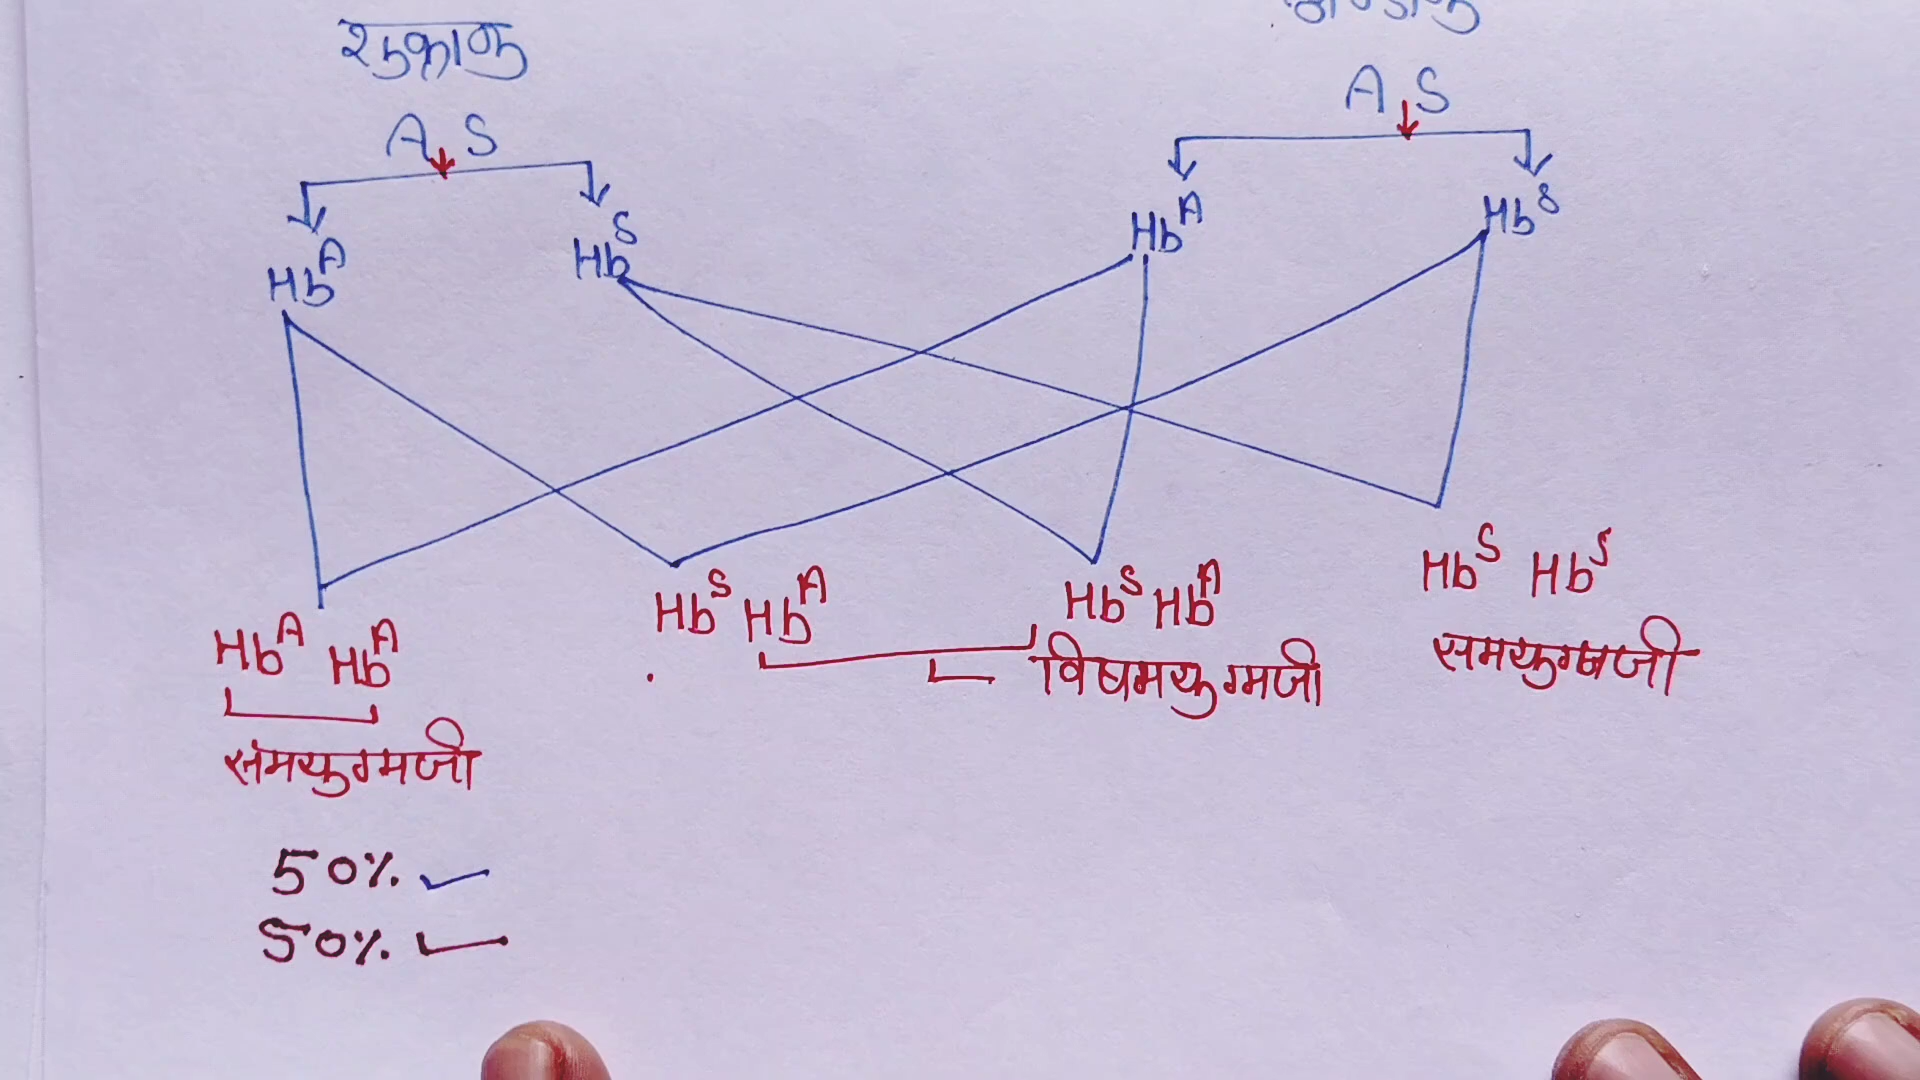 शुक्राणु
A S
A S
Hb^A
Hb^S
Hb^A
Hb^S
Hb^A Hb^A
Hb^S Hb^A
Hb^S Hb^A
Hb^S Hb^S
समयुग्मजी
विषमयुग्मजी
समयुग्मजी
50%
50%